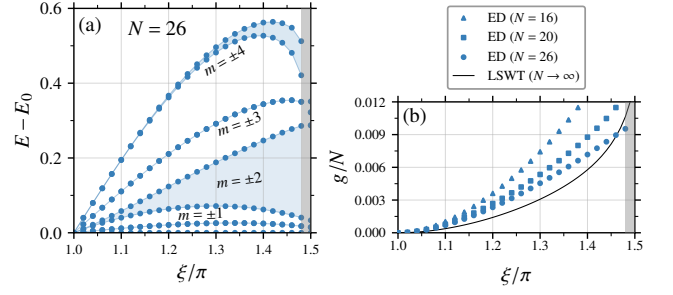 (a)
N = 26
m = ±4
m = ±3
m = ±2
m = ±1
E − E0
0.6
0.4
0.2
0.0
1.0 1.1 1.2 1.3 1.4 1.5
ξ/π
ED (N = 16)
ED (N = 20)
ED (N = 26)
LSWT (N → ∞)
(b)
g/N
0.012
0.009
0.006
0.003
0.000
1.0 1.1 1.2 1.3 1.4 1.5
ξ/π